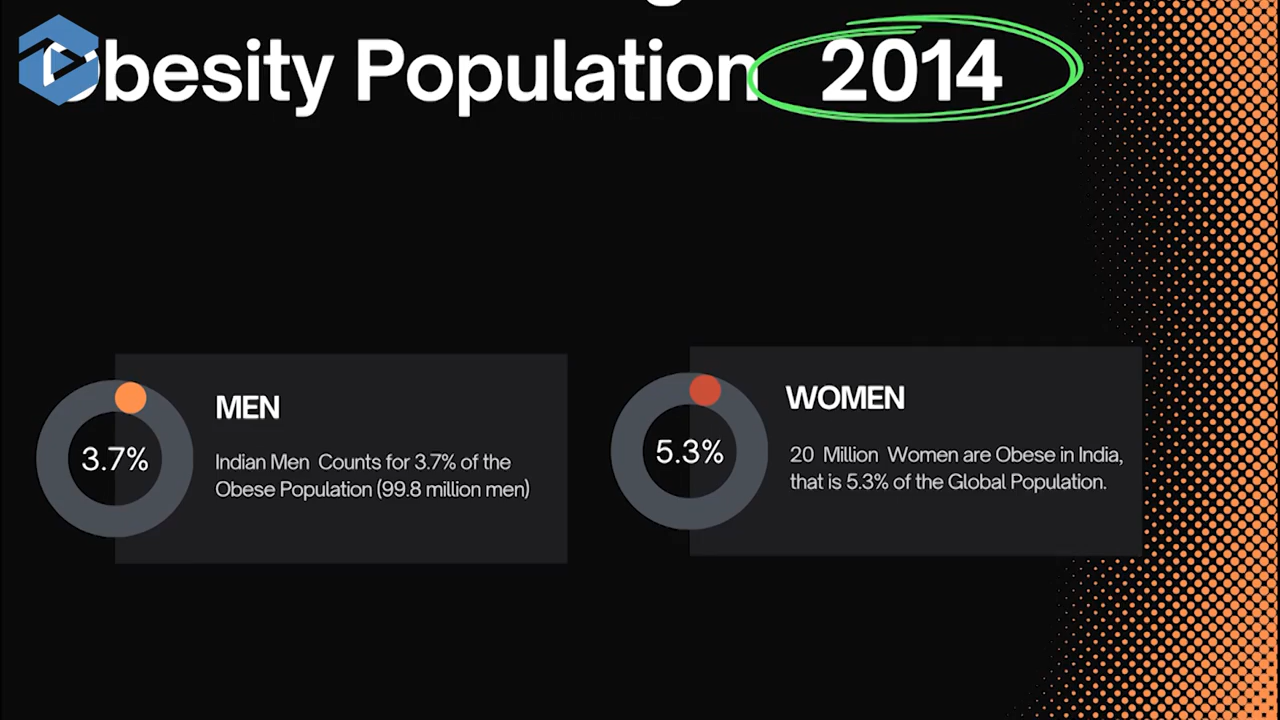 Obesity Population 2014
MEN
3.7%
Indian Men Counts for 3.7% of the
Obese Population (99.8 million men)
WOMEN
5.3%
20 Million Women are Obese in India,
that is 5.3% of the Global Population.